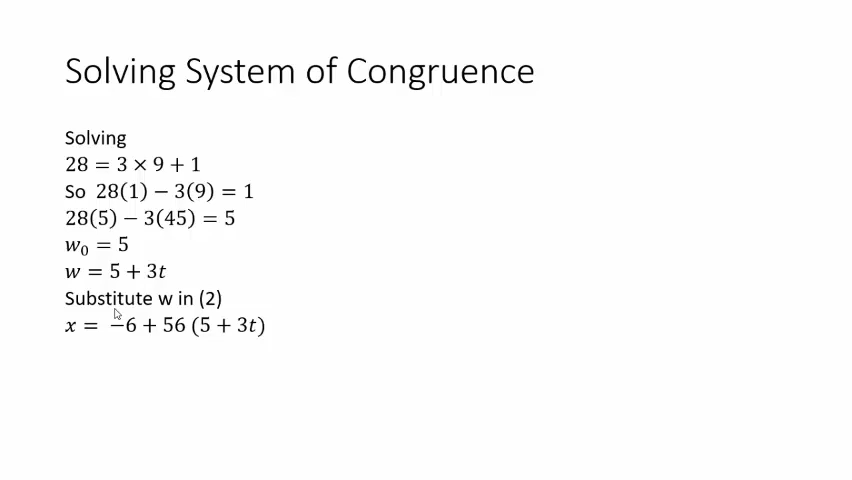 Solving System of Congruence
Solving
28 = 3 × 9 + 1
So 28(1) − 3(9) = 1
28(5) − 3(45) = 5
w₀ = 5
w = 5 + 3t
Substitute w in (2)
x = −6 + 56 (5 + 3t)